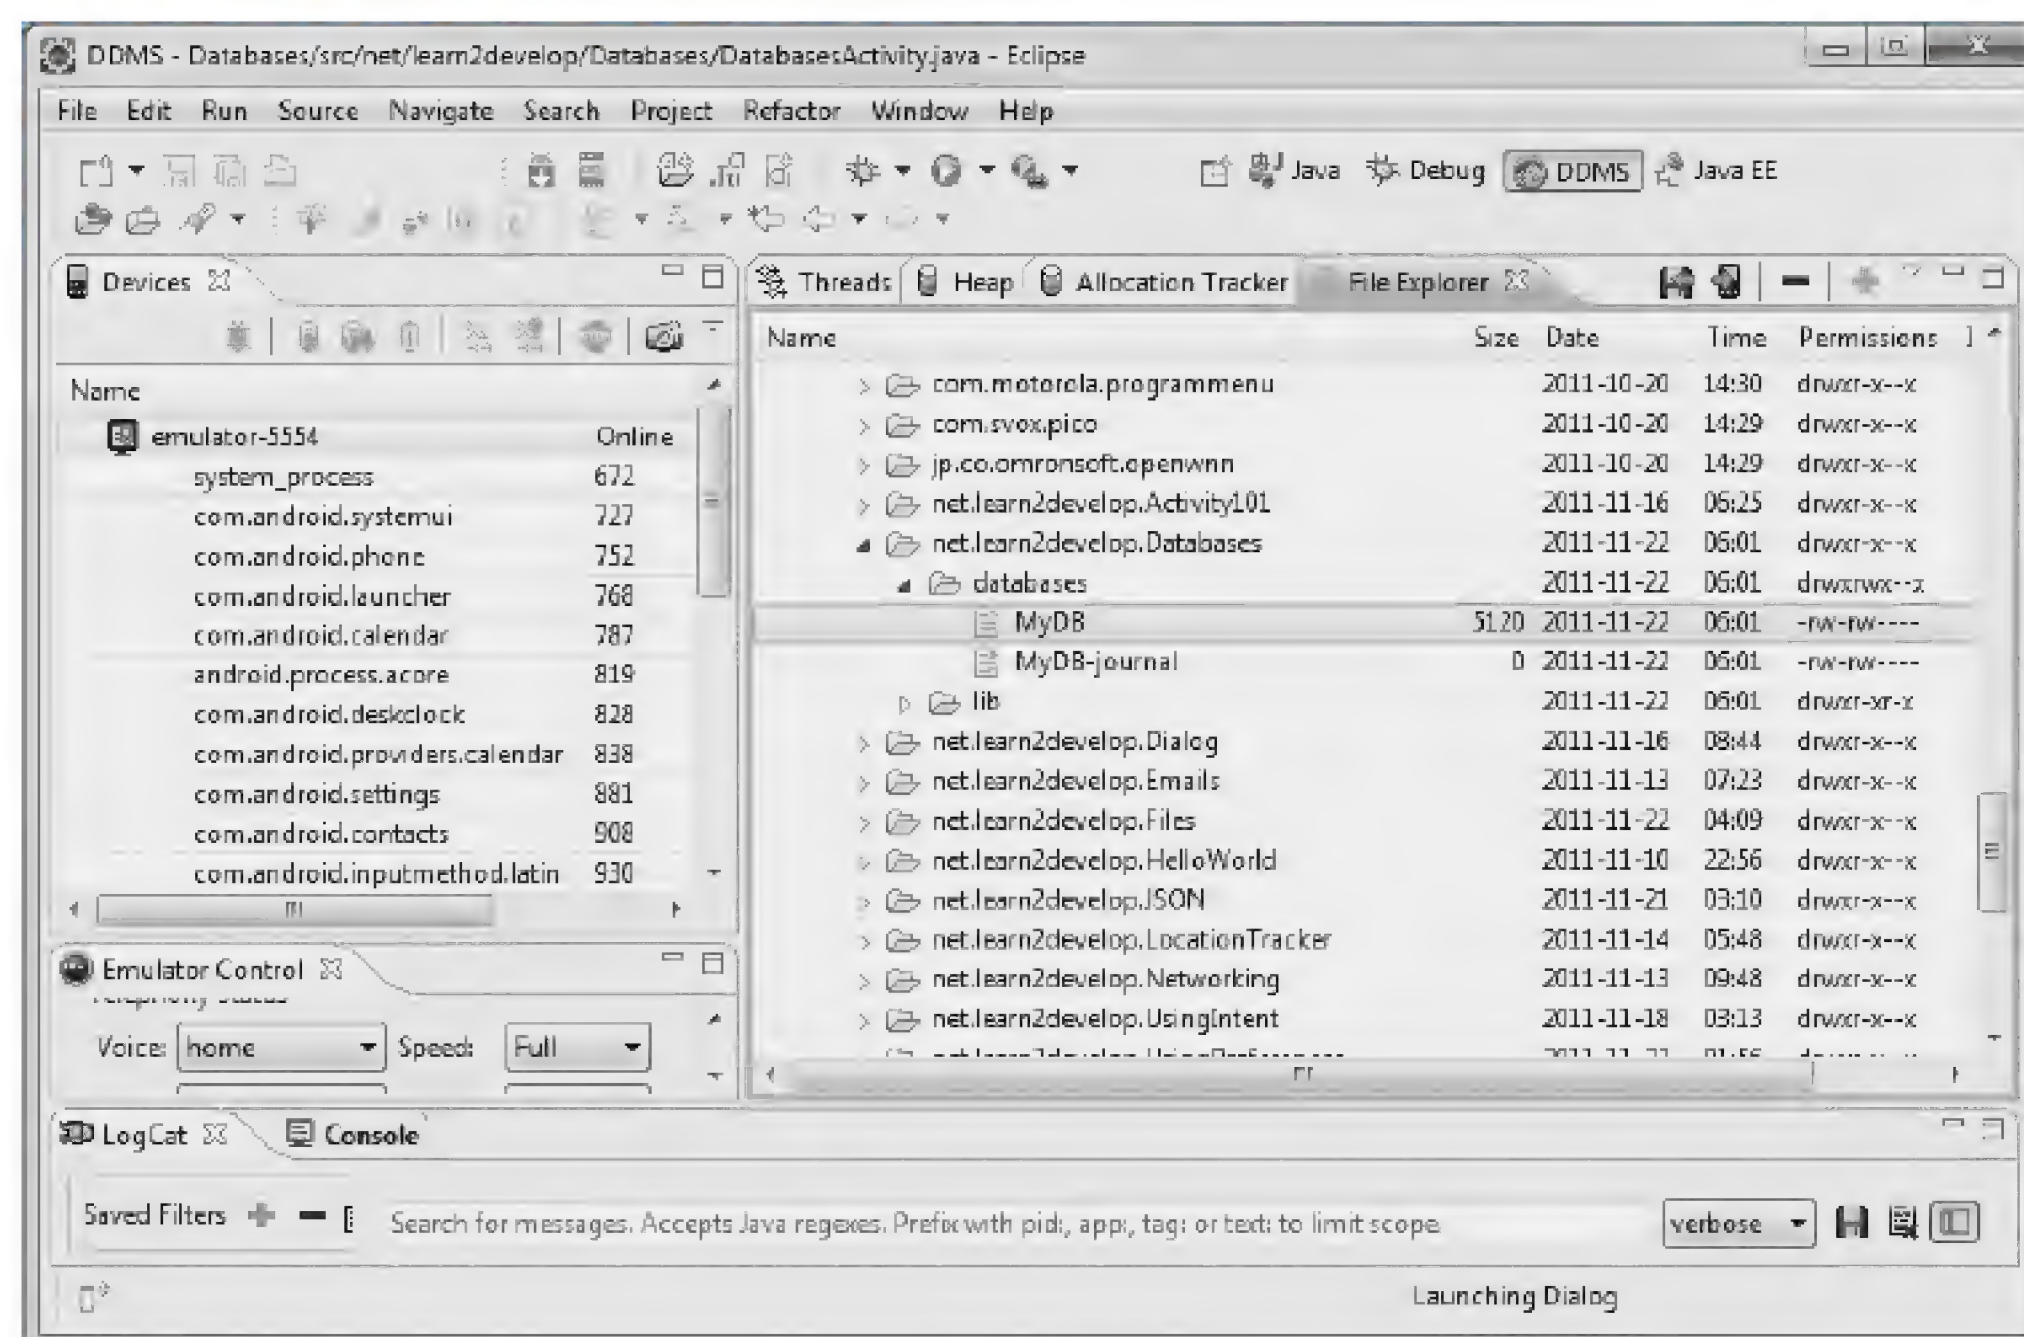 DDMS - Databases/src/net/learn2develop/Databases/DatabasesActivity.java - Eclipse
File Edit Run Source Navigate Search Project Refactor Window Help
Java Debug DDMS Java EE
Devices
Threads Heap Allocation Tracker File Explorer
Name
emulator-5554 Online
system_process 672
com.android.systemui 727
com.android.phone 752
com.android.launcher 768
com.android.calendar 787
android.process.acore 819
com.android.deskclock 828
com.android.providers.calendar 838
com.android.settings 881
com.android.contacts 908
com.android.inputmethod.latin 930
Name Size Date Time Permissions
com.motorola.programmenu 2011-10-20 14:30 drwxr-x--x
com.svox.pico 2011-10-20 14:29 drwxr-x--x
jp.co.omronsoft.openwnn 2011-10-20 14:29 drwxr-x--x
net.learn2develop.Activity101 2011-11-16 06:25 drwxr-x--x
net.learn2develop.Databases 2011-11-22 06:01 drwxr-x--x
databases 2011-11-22 06:01 drwxrwx--x
MyDB 5120 2011-11-22 06:01 -rw-rw----
MyDB-journal 0 2011-11-22 06:01 -rw-rw----
lib 2011-11-22 06:01 drwxr-xr-x
net.learn2develop.Dialog 2011-11-16 08:44 drwxr-x--x
net.learn2develop.Emails 2011-11-13 07:23 drwxr-x--x
net.learn2develop.Files 2011-11-22 04:09 drwxr-x--x
net.learn2develop.HelloWorld 2011-11-10 22:56 drwxr-x--x
net.learn2develop.JSON 2011-11-21 03:10 drwxr-x--x
net.learn2develop.LocationTracker 2011-11-14 05:48 drwxr-x--x
net.learn2develop.Networking 2011-11-13 09:48 drwxr-x--x
net.learn2develop.UsingIntent 2011-11-18 03:13 drwxr-x--x
Emulator Control
Voice: home Speed: Full
LogCat Console
Saved Filters Search for messages. Accepts Java regexes. Prefix with pid:, app:, tag: or text: to limit scope. verbose
Launching Dialog